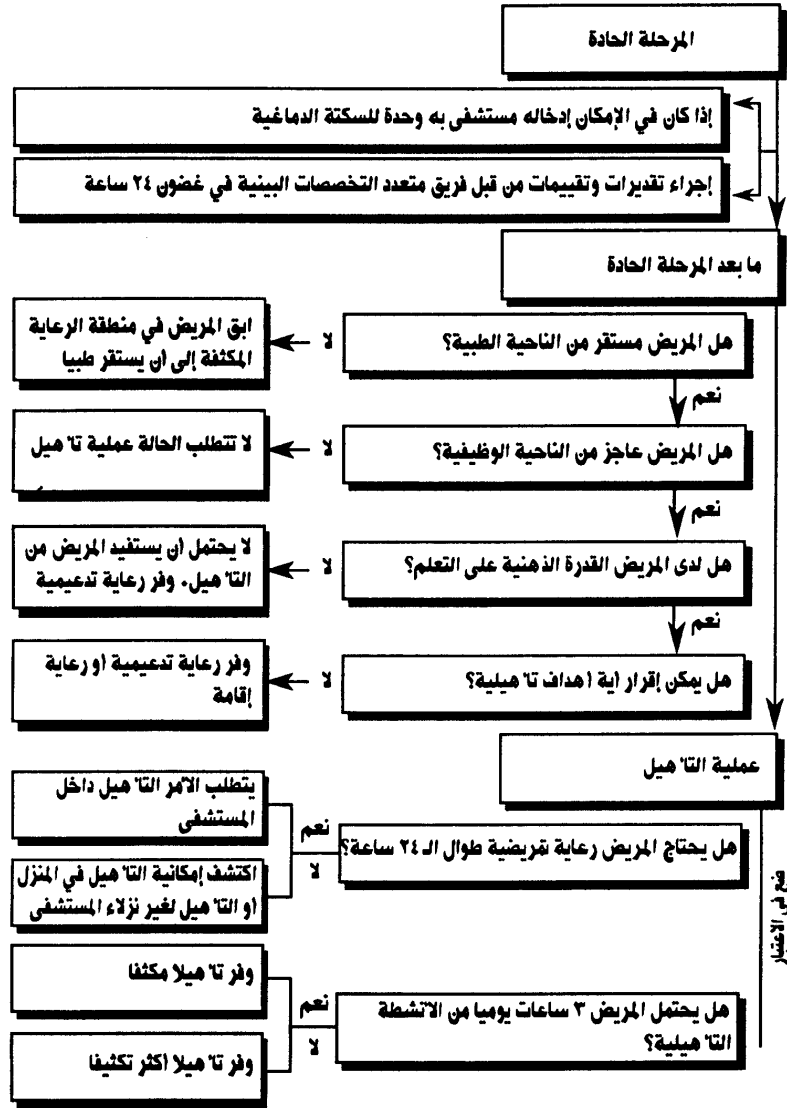 المرحلة الحادة
إذا كان في الإمكان إدخاله مستشفى به وحدة للسكتة الدماغية
إجراء تقديرات وتقييمات من قبل فريق متعدد التخصصات البينية في غضون ٢٤ ساعة
ما بعد المرحلة الحادة
هل المريض مستقر من الناحية الطبية؟
لا
ابق المريض في منطقة الرعاية
المكثفة إلى أن يستقر طبيا
نعم
هل المريض عاجز من الناحية الوظيفية؟
لا
لا تتطلب الحالة عملية تأهيل
نعم
هل لدى المريض القدرة الذهنية على التعلم؟
لا
لا يحتمل أن يستفيد المريض من
التأهيل. وفر رعاية تدعيمية
نعم
هل يمكن إقرار أية أهداف تأهيلية؟
لا
وفر رعاية تدعيمية أو رعاية
إقامة
عملية التأهيل
ضع في الاعتبار
هل يحتاج المريض رعاية تمريضية طوال الـ ٢٤ ساعة؟
نعم
يتطلب الأمر التأهيل داخل
المستشفى
لا
اكتشف إمكانية التأهيل في المنزل
أو التأهيل لغير نزلاء المستشفى
هل يحتمل المريض ٣ ساعات يوميا من الأنشطة
التأهيلية؟
نعم
وفر تأهيلا مكثفا
لا
وفر تأهيلا أكثر تكثيفا